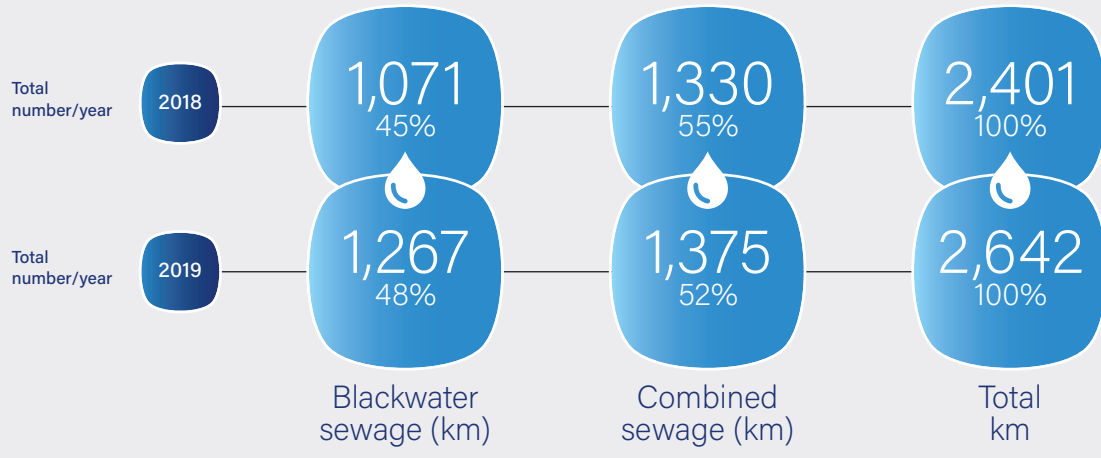 Total
number/year
2018
1,071
45%
1,330
55%
2,401
100%
Total
number/year
2019
1,267
48%
1,375
52%
2,642
100%
Blackwater
sewage (km)
Combined
sewage (km)
Total
km